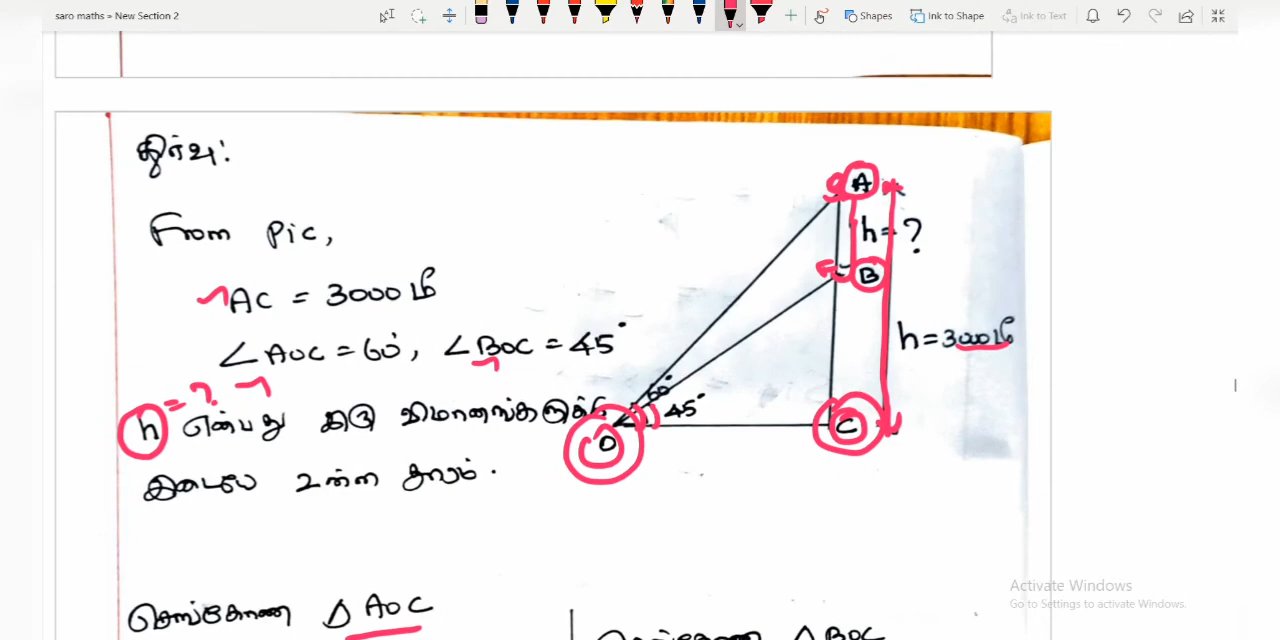 saro maths > New Section 2
Shapes Ink to Shape Ink to Text
தீர்வு:
From Pic,
AC = 3000 மீ
∠AOC = 60°, ∠BOC = 45°
h = ?
h என்பது இரு விமானங்களுக்கு
இடையே உள்ள தூரம்.
A
h = ?
B
h = 3000 மீ
60°
45°
O
C
செங்கோண Δ AOC
செங்கோண Δ BOC
Activate Windows
Go to Settings to activate Windows.